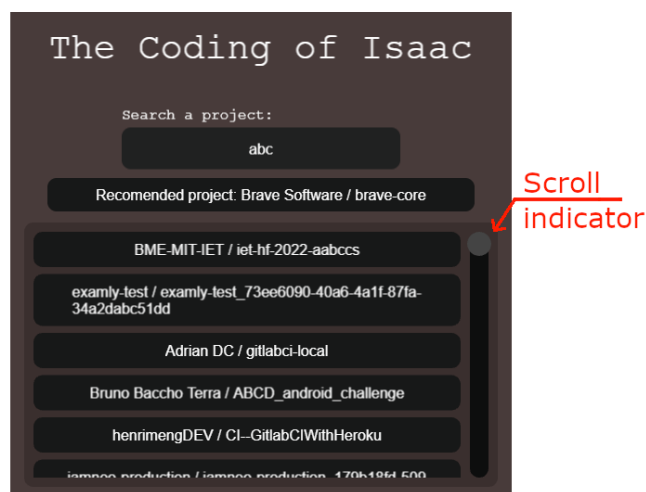 The Coding of Isaac
Search a project:
abc
Recomended project: Brave Software / brave-core
Scroll
indicator
BME-MIT-IET / iet-hf-2022-aabccs
examly-test / examly-test_73ee6090-40a6-4a1f-87fa-
34a2dabc51dd
Adrian DC / gitlabci-local
Bruno Baccho Terra / ABCD_android_challenge
henrimengDEV / CI--GitlabCIWithHeroku